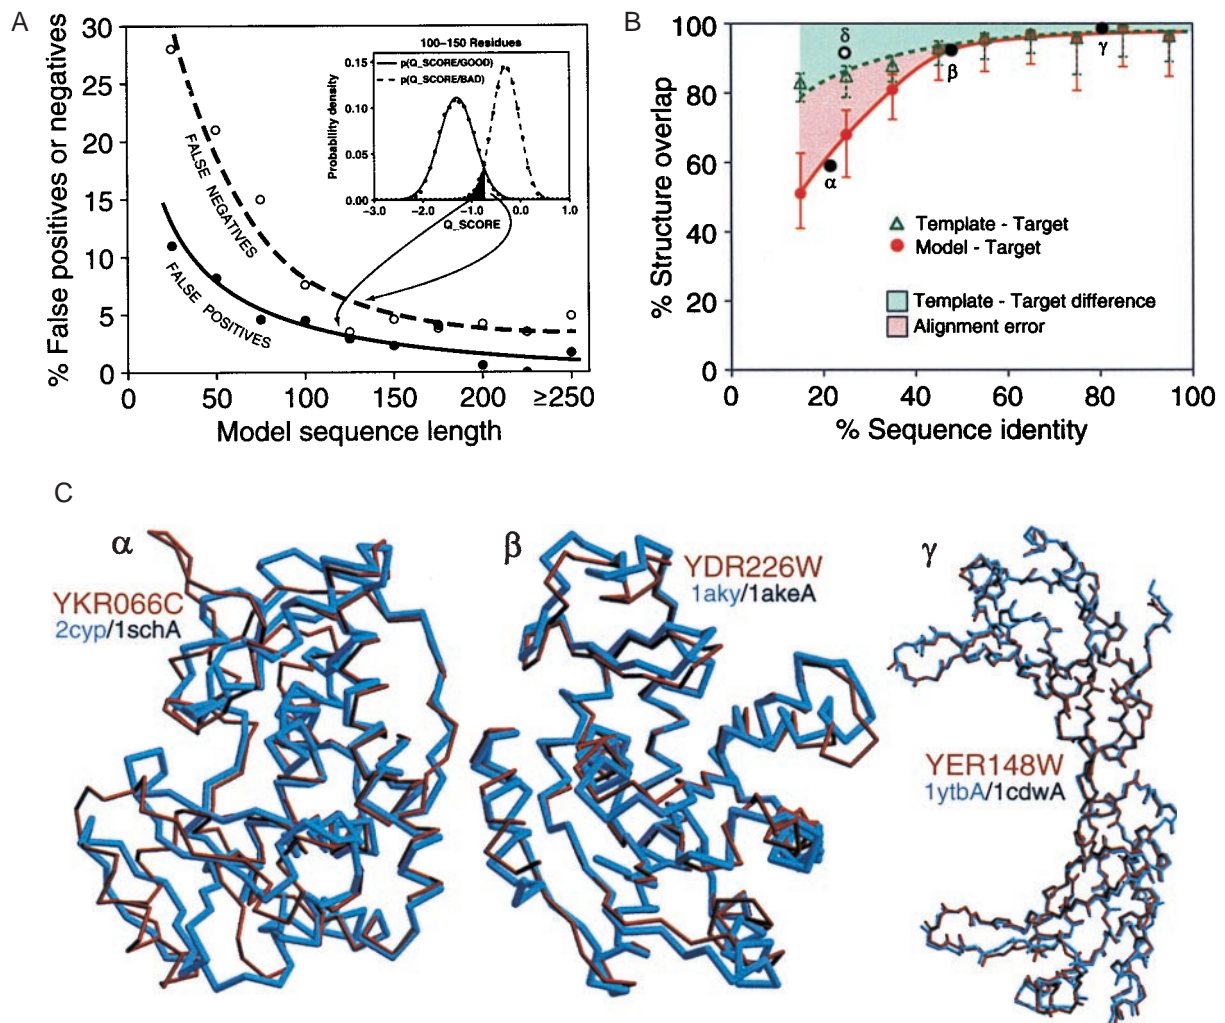 A
% False positives or negatives
30
25
20
15
10
5
0
0
50
100
150
200
≥250
Model sequence length
FALSE NEGATIVES
FALSE POSITIVES
100–150 Residues
p(Q_SCORE/GOOD)
p(Q_SCORE/BAD)
Probability density
0.15
0.10
0.05
0.00
-3.0
-2.0
-1.0
0.0
1.0
Q_SCORE
B
% Structure overlap
100
80
60
40
20
0
0
20
40
60
80
100
% Sequence identity
δ
α
β
γ
Template - Target
Model - Target
Template - Target difference
Alignment error
C
α
YKR066C
2cyp/1schA
β
YDR226W
1aky/1akeA
γ
YER148W
1ytbA/1cdwA